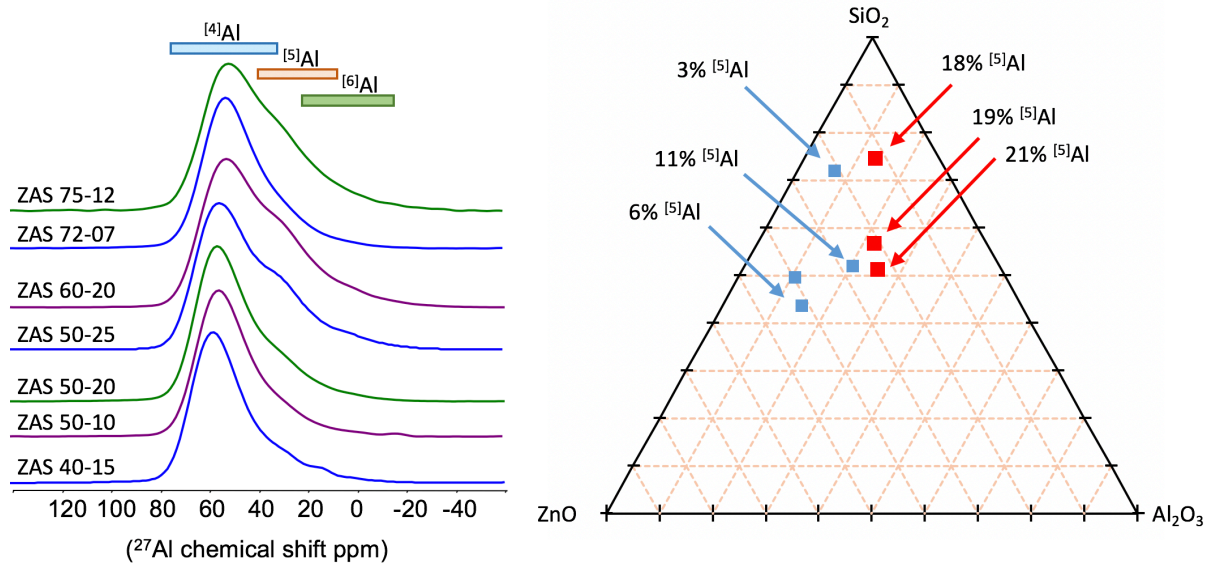 [4]Al
[5]Al
[6]Al
ZAS 75-12
ZAS 72-07
ZAS 60-20
ZAS 50-25
ZAS 50-20
ZAS 50-10
ZAS 40-15
120 100 80 60 40 20 0 -20 -40
(27Al chemical shift ppm)
SiO2
3% [5]Al
18% [5]Al
19% [5]Al
11% [5]Al
21% [5]Al
6% [5]Al
ZnO
Al2O3